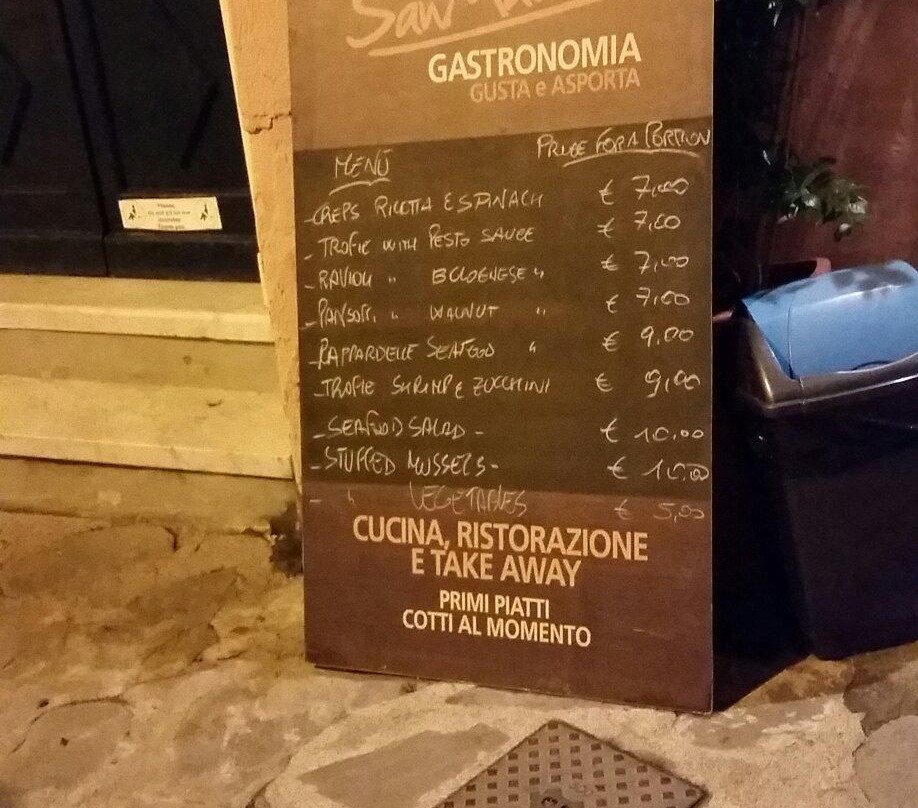 San
GASTRONOMIA
GUSTA e ASPORTA
MENÙ PRICE FOR A PORTION
-CREPS RICOTTA E SPINACH € 7,00
-TROFIE WITH PESTO SAUCE € 7,00
-RAVIOLI " BOLOGNESE " € 7,00
-PANSOTI " WALNUT " € 7,00
-PAPPARDELLE SEAFOOD " € 9,00
-TROFIE SHRIMP E ZUCCHINI € 9,00
-SEAFOOD SALAD- € 10,00
-STUFFED MUSSELS- € 10,00
- " VEGETABLES € 5,00
CUCINA, RISTORAZIONE
E TAKE AWAY
PRIMI PIATTI
COTTI AL MOMENTO